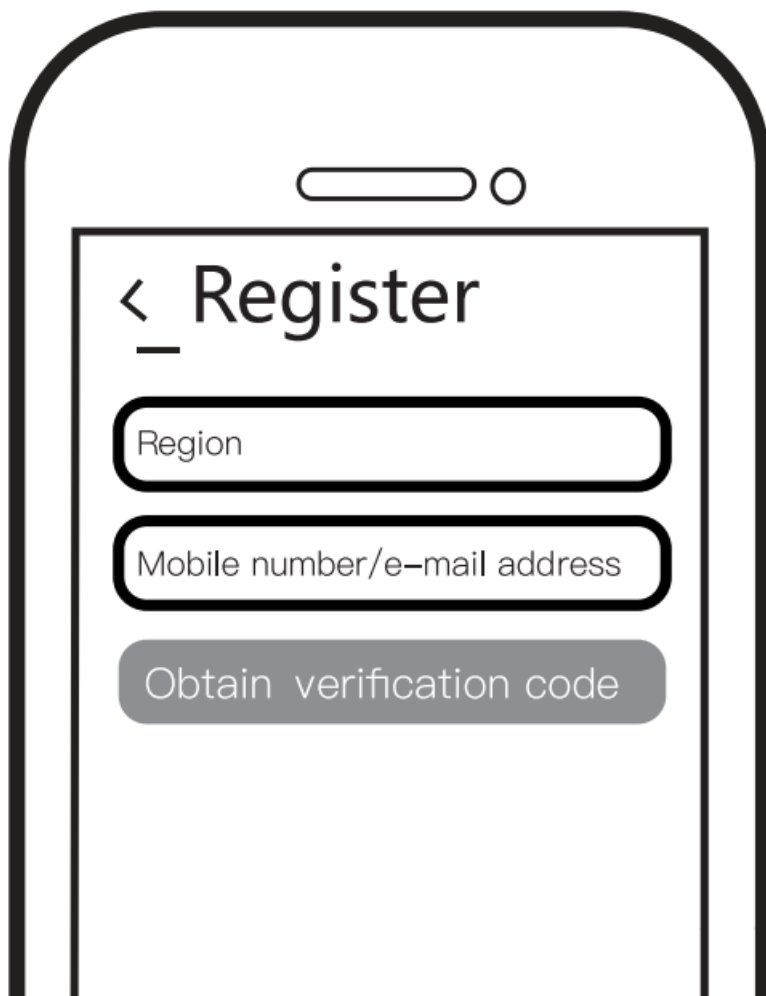 < Register
Region
Mobile number/e-mail address
Obtain verification code